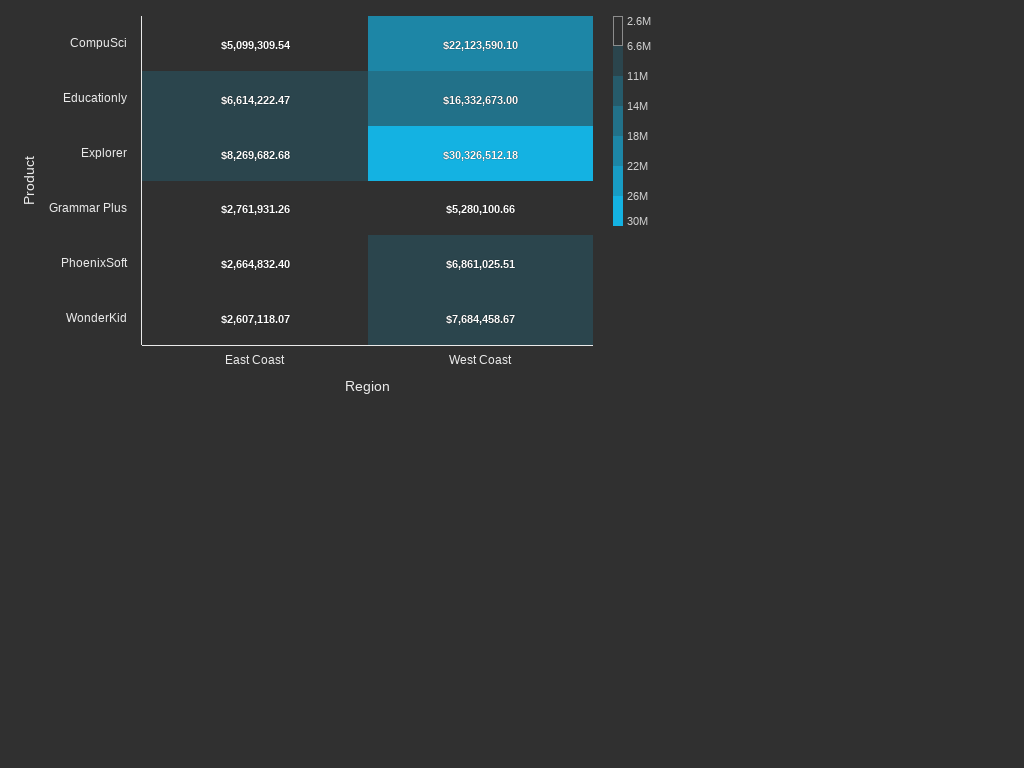 CompuSci $5,099,309.54 $22,123,590.10
Educationly $6,614,222.47 $16,332,673.00
Explorer $8,269,682.68 $30,326,512.18
Grammar Plus $2,761,931.26 $5,280,100.66
PhoenixSoft $2,664,832.40 $6,861,025.51
WonderKid $2,607,118.07 $7,684,458.67
East Coast West Coast
Region
Product
2.6M
6.6M
11M
14M
18M
22M
26M
30M